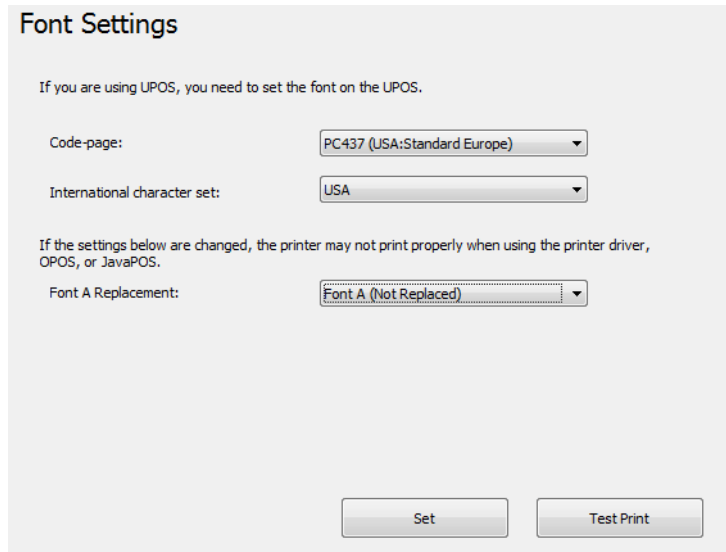 Font Settings
If you are using UPOS, you need to set the font on the UPOS.
Code-page: PC437 (USA:Standard Europe)
International character set: USA
If the settings below are changed, the printer may not print properly when using the printer driver,
OPOS, or JavaPOS.
Font A Replacement: Font A (Not Replaced)
Set Test Print